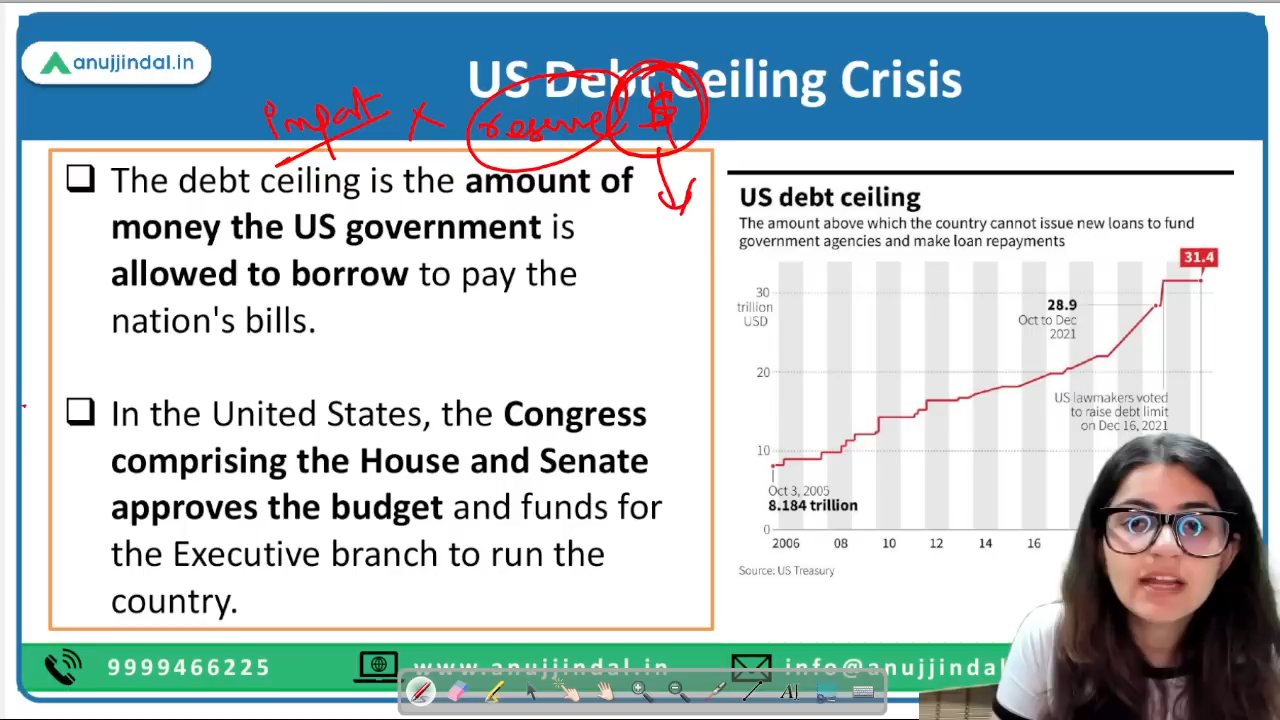 anujjindal.in
US Debt Ceiling Crisis
import × reserve $
The debt ceiling is the amount of
money the US government is
allowed to borrow to pay the
nation's bills.
In the United States, the Congress
comprising the House and Senate
approves the budget and funds for
the Executive branch to run the
country.
US debt ceiling
The amount above which the country cannot issue new loans to fund
government agencies and make loan repayments
31.4
30
trillion
USD
28.9
Oct to Dec
2021
20
US lawmakers voted
to raise debt limit
on Dec 16, 2021
10
Oct 3, 2005
8.184 trillion
0
2006 08 10 12 14 16
Source: US Treasury
9999466225
www.anujjindal.in
info@anujjindal